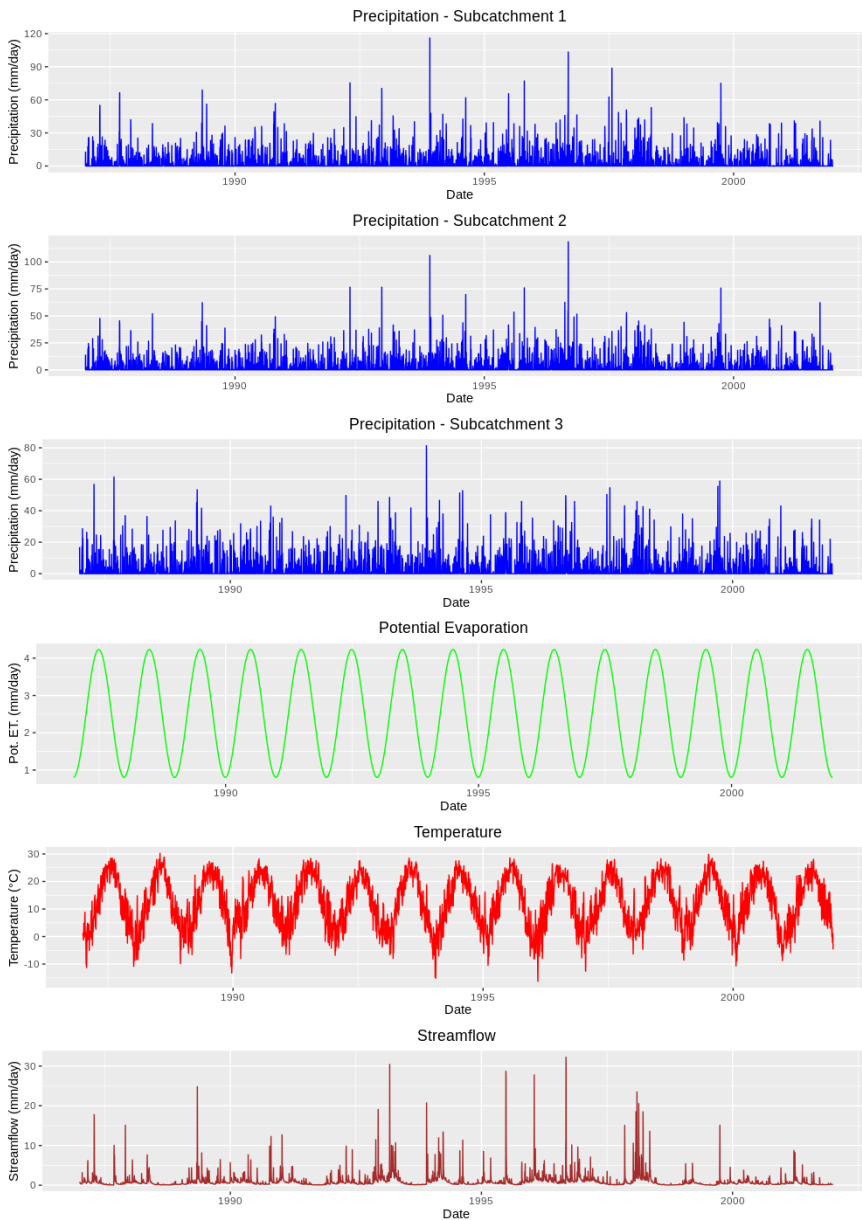 Precipitation - Subcatchment 1
Precipitation (mm/day)
120
90
60
30
0
1990 1995 2000
Date
Precipitation - Subcatchment 2
Precipitation (mm/day)
100
75
50
25
0
1990 1995 2000
Date
Precipitation - Subcatchment 3
Precipitation (mm/day)
80
60
40
20
0
1990 1995 2000
Date
Potential Evaporation
Pot. ET. (mm/day)
4
3
2
1
1990 1995 2000
Date
Temperature
Temperature (°C)
30
20
10
0
-10
1990 1995 2000
Date
Streamflow
Streamflow (mm/day)
30
20
10
0
1990 1995 2000
Date